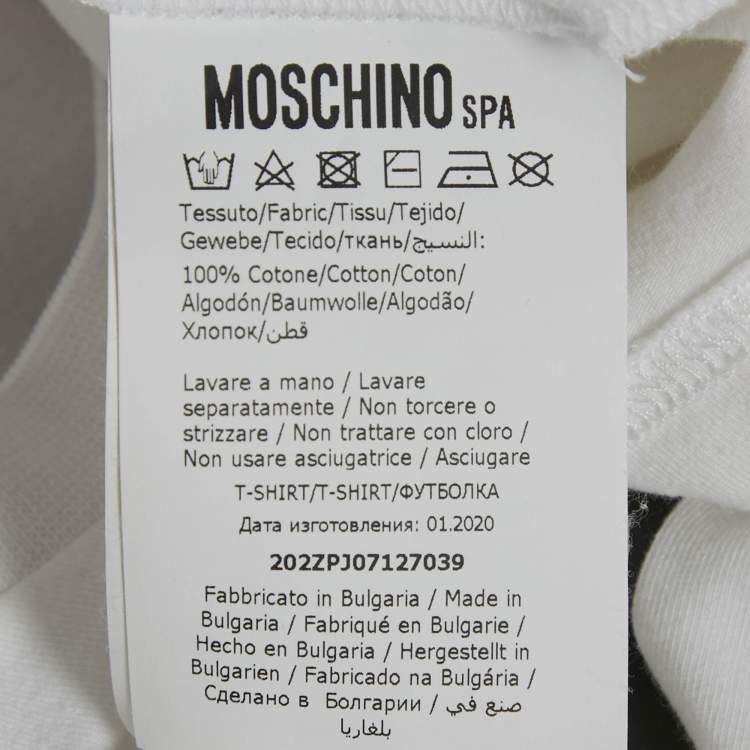 MOSCHINO SPA
Tessuto/Fabric/Tissu/Tejido/
Gewebe/Tecido/ткань/النسيج:
100% Cotone/Cotton/Coton/
Algodón/Baumwolle/Algodão/
Хлопок/قطن
Lavare a mano / Lavare
separatamente / Non torcere o
strizzare / Non trattare con cloro /
Non usare asciugatrice / Asciugare
T-SHIRT/T-SHIRT/ФУТБОЛКА
Дата изготовления: 01.2020
202ZPJ07127039
Fabbricato in Bulgaria / Made in
Bulgaria / Fabriqué en Bulgarie /
Hecho en Bulgaria / Hergestellt in
Bulgarien / Fabricado na Bulgária /
Сделано в Болгарии / صنع في
بلغاريا